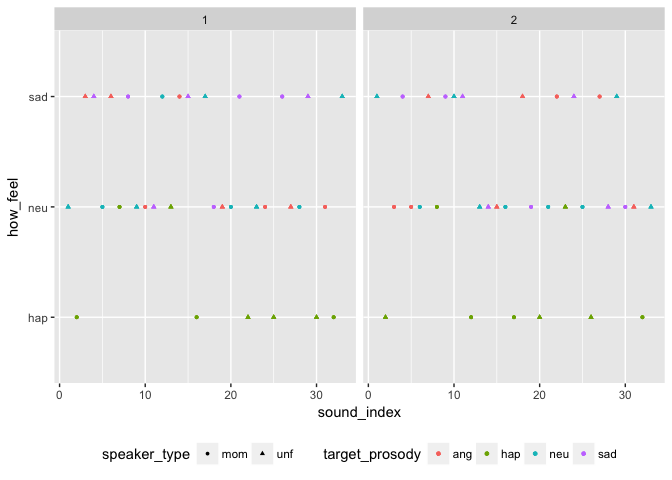 1 2
sad
neu
hap
how_feel
0 10 20 30 0 10 20 30
sound_index
speaker_type mom unf target_prosody ang hap neu sad